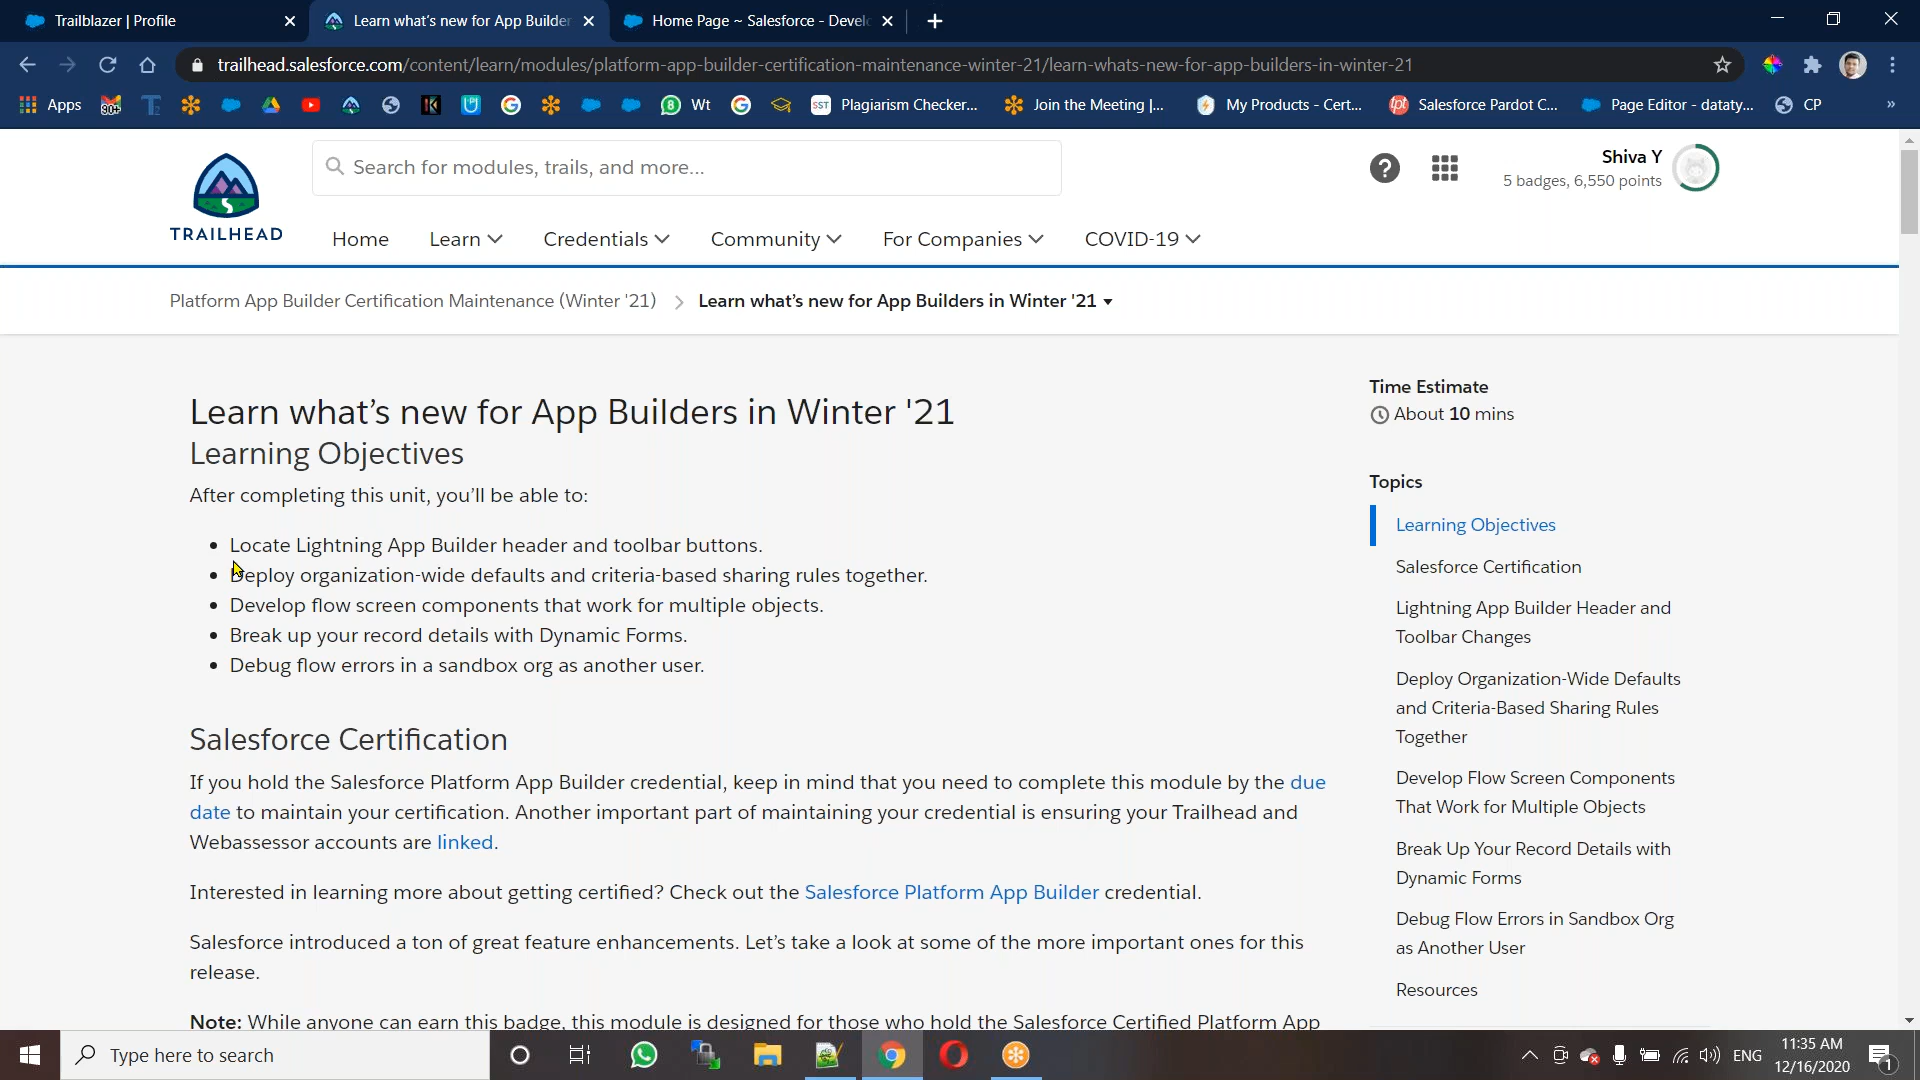 Trailblazer | Profile
Learn what's new for App Builder
Home Page ~ Salesforce - Devel
trailhead.salesforce.com/content/learn/modules/platform-app-builder-certification-maintenance-winter-21/learn-whats-new-for-app-builders-in-winter-21
Apps
Wt
Plagiarism Checker...
Join the Meeting |...
My Products - Cert...
Salesforce Pardot C...
Page Editor - dataty...
CP
»
TRAILHEAD
Search for modules, trails, and more...
Shiva Y
5 badges, 6,550 points
Home
Learn
Credentials
Community
For Companies
COVID-19
Platform App Builder Certification Maintenance (Winter '21)
Learn what's new for App Builders in Winter '21
Learn what's new for App Builders in Winter '21
Learning Objectives
After completing this unit, you'll be able to:
• Locate Lightning App Builder header and toolbar buttons.
• Deploy organization-wide defaults and criteria-based sharing rules together.
• Develop flow screen components that work for multiple objects.
• Break up your record details with Dynamic Forms.
• Debug flow errors in a sandbox org as another user.
Salesforce Certification
If you hold the Salesforce Platform App Builder credential, keep in mind that you need to complete this module by the due
date to maintain your certification. Another important part of maintaining your credential is ensuring your Trailhead and
Webassessor accounts are linked.
Interested in learning more about getting certified? Check out the Salesforce Platform App Builder credential.
Salesforce introduced a ton of great feature enhancements. Let's take a look at some of the more important ones for this
release.
Note: While anyone can earn this badge, this module is designed for those who hold the Salesforce Certified Platform App
Time Estimate
About 10 mins
Topics
Learning Objectives
Salesforce Certification
Lightning App Builder Header and
Toolbar Changes
Deploy Organization-Wide Defaults
and Criteria-Based Sharing Rules
Together
Develop Flow Screen Components
That Work for Multiple Objects
Break Up Your Record Details with
Dynamic Forms
Debug Flow Errors in Sandbox Org
as Another User
Resources
Type here to search
ENG
11:35 AM
12/16/2020
1